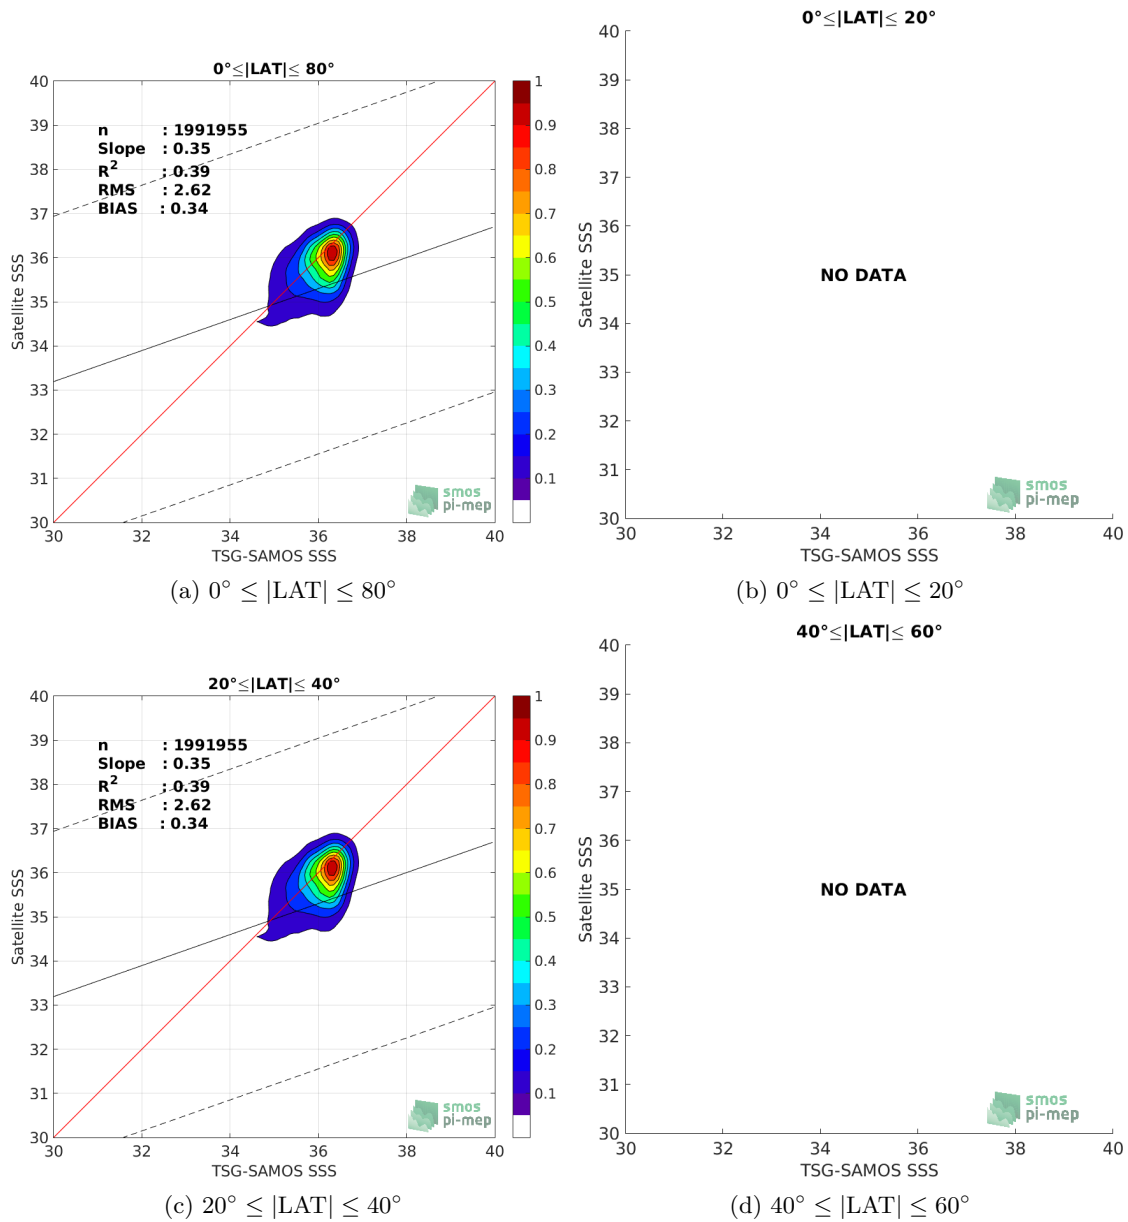 0°≤|LAT|≤ 80°
n : 1991955
Slope : 0.35
R² : 0.39
RMS : 2.62
BIAS : 0.34
40
39
38
37
36
35
34
33
32
31
30
Satellite SSS
30 32 34 36 38 40
TSG-SAMOS SSS
1
0.9
0.8
0.7
0.6
0.5
0.4
0.3
0.2
0.1
smos
pi-mep
(a) 0° ≤ |LAT| ≤ 80°
0°≤|LAT|≤ 20°
40
39
38
37
36
35
34
33
32
31
30
Satellite SSS
NO DATA
30 32 34 36 38 40
TSG-SAMOS SSS
smos
pi-mep
(b) 0° ≤ |LAT| ≤ 20°
20°≤|LAT|≤ 40°
n : 1991955
Slope : 0.35
R² : 0.39
RMS : 2.62
BIAS : 0.34
40
39
38
37
36
35
34
33
32
31
30
Satellite SSS
30 32 34 36 38 40
TSG-SAMOS SSS
1
0.9
0.8
0.7
0.6
0.5
0.4
0.3
0.2
0.1
smos
pi-mep
(c) 20° ≤ |LAT| ≤ 40°
40°≤|LAT|≤ 60°
40
39
38
37
36
35
34
33
32
31
30
Satellite SSS
NO DATA
30 32 34 36 38 40
TSG-SAMOS SSS
smos
pi-mep
(d) 40° ≤ |LAT| ≤ 60°